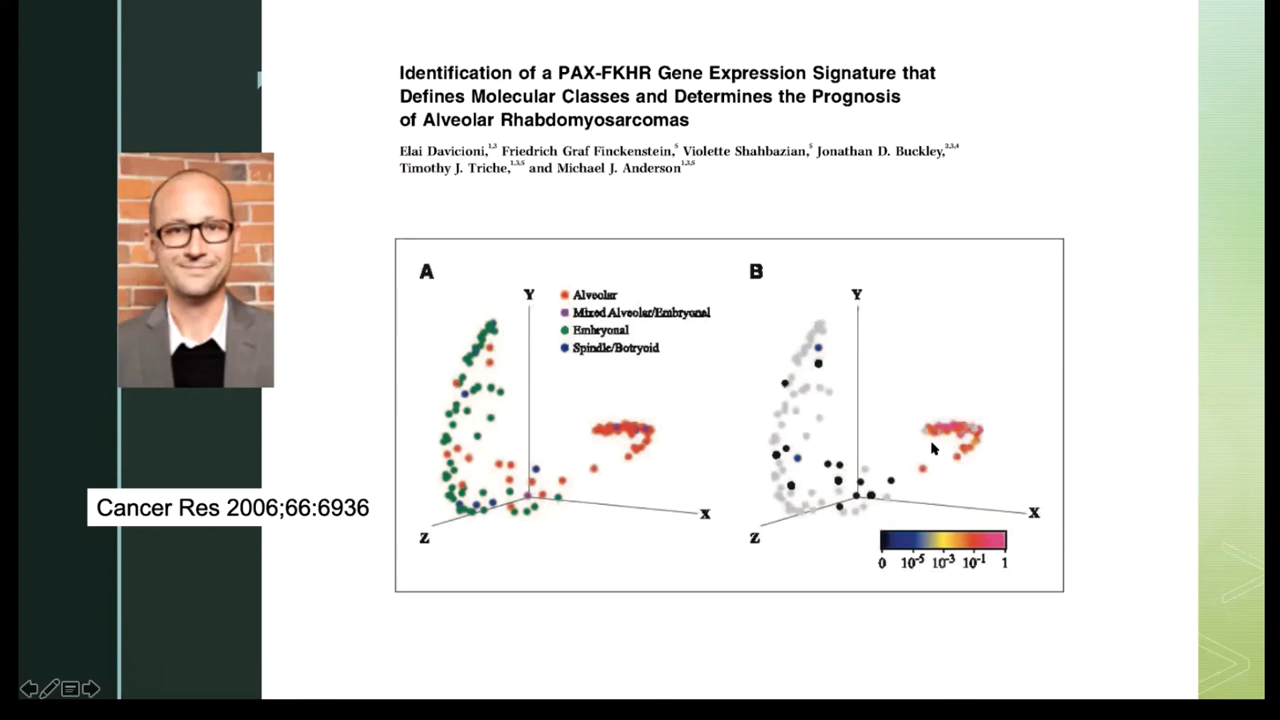 Identification of a PAX-FKHR Gene Expression Signature that
Defines Molecular Classes and Determines the Prognosis
of Alveolar Rhabdomyosarcomas
Elai Davicioni,1,3 Friedrich Graf Finckenstein,5 Violette Shahbazian,5 Jonathan D. Buckley,2,3,4
Timothy J. Triche,1,3,5 and Michael J. Anderson1,3,5
A
B
Y
Alveolar
Mixed Alveolar/Embryonal
Embryonal
Spindle/Botryoid
Y
X
Z
X
Z
0 10-5 10-3 10-1 1
Cancer Res 2006;66:6936